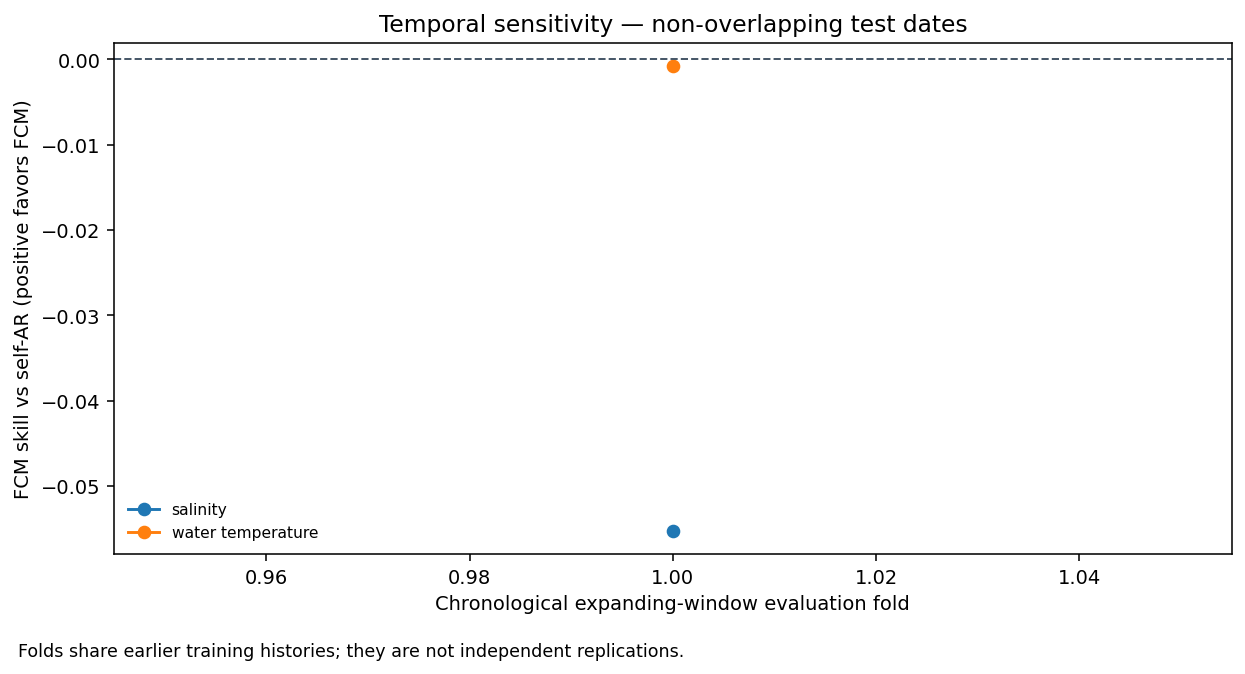 Temporal sensitivity — non-overlapping test dates
FCM skill vs self-AR (positive favors FCM)
0.00
−0.01
−0.02
−0.03
−0.04
−0.05
salinity
water temperature
0.96
0.98
1.00
1.02
1.04
Chronological expanding-window evaluation fold
Folds share earlier training histories; they are not independent replications.